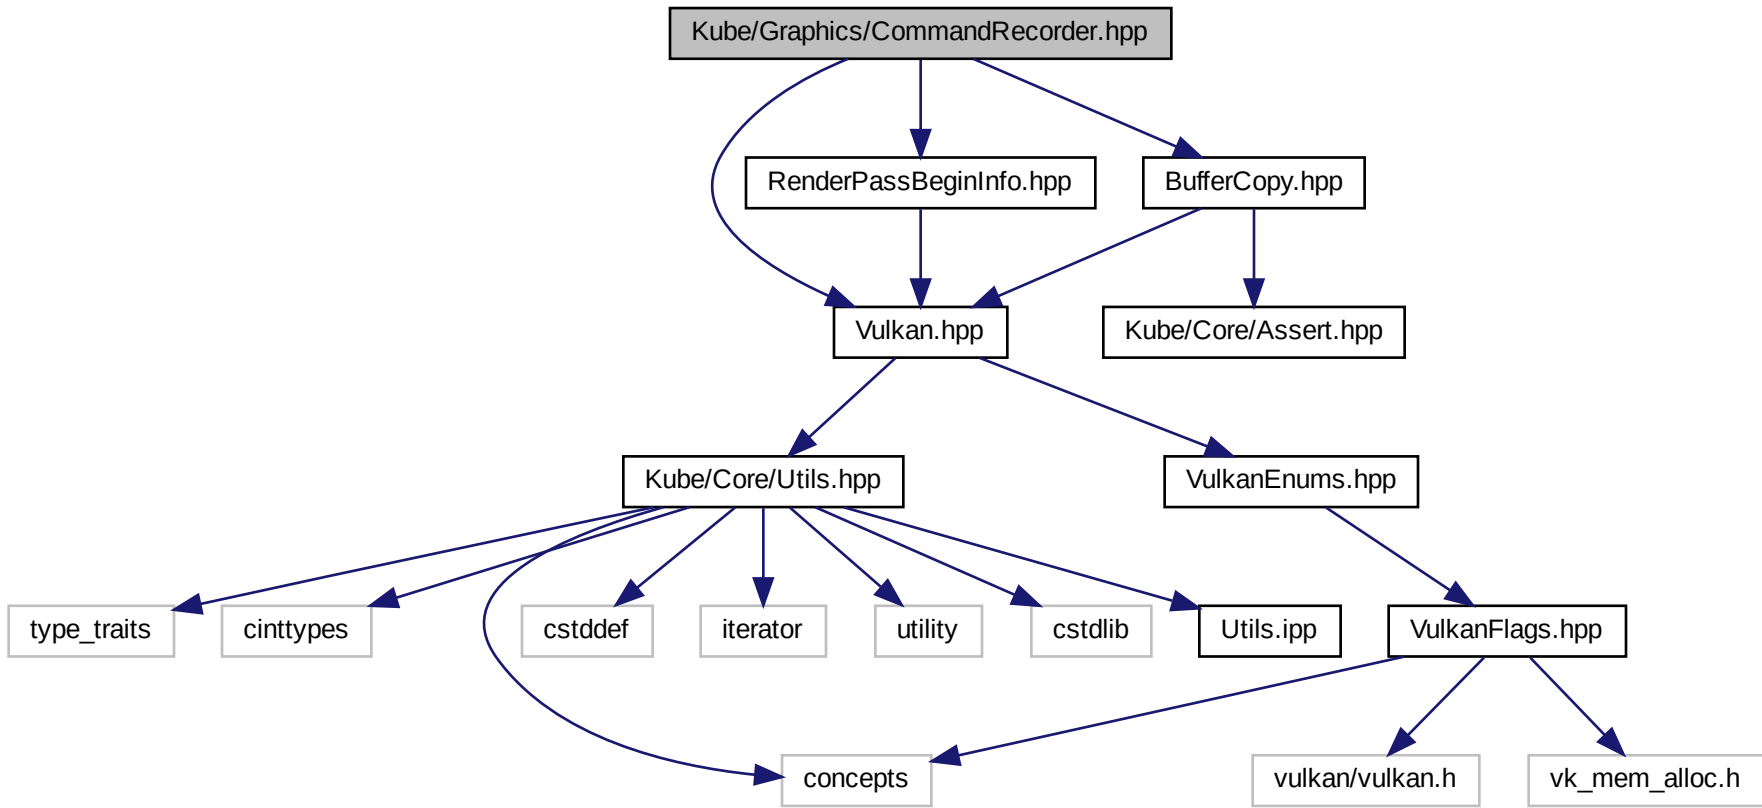 Kube/Graphics/CommandRecorder.hpp
RenderPassBeginInfo.hpp
BufferCopy.hpp
Vulkan.hpp
Kube/Core/Assert.hpp
Kube/Core/Utils.hpp
VulkanEnums.hpp
type_traits
cinttypes
cstddef
iterator
utility
cstdlib
Utils.ipp
VulkanFlags.hpp
concepts
vulkan/vulkan.h
vk_mem_alloc.h